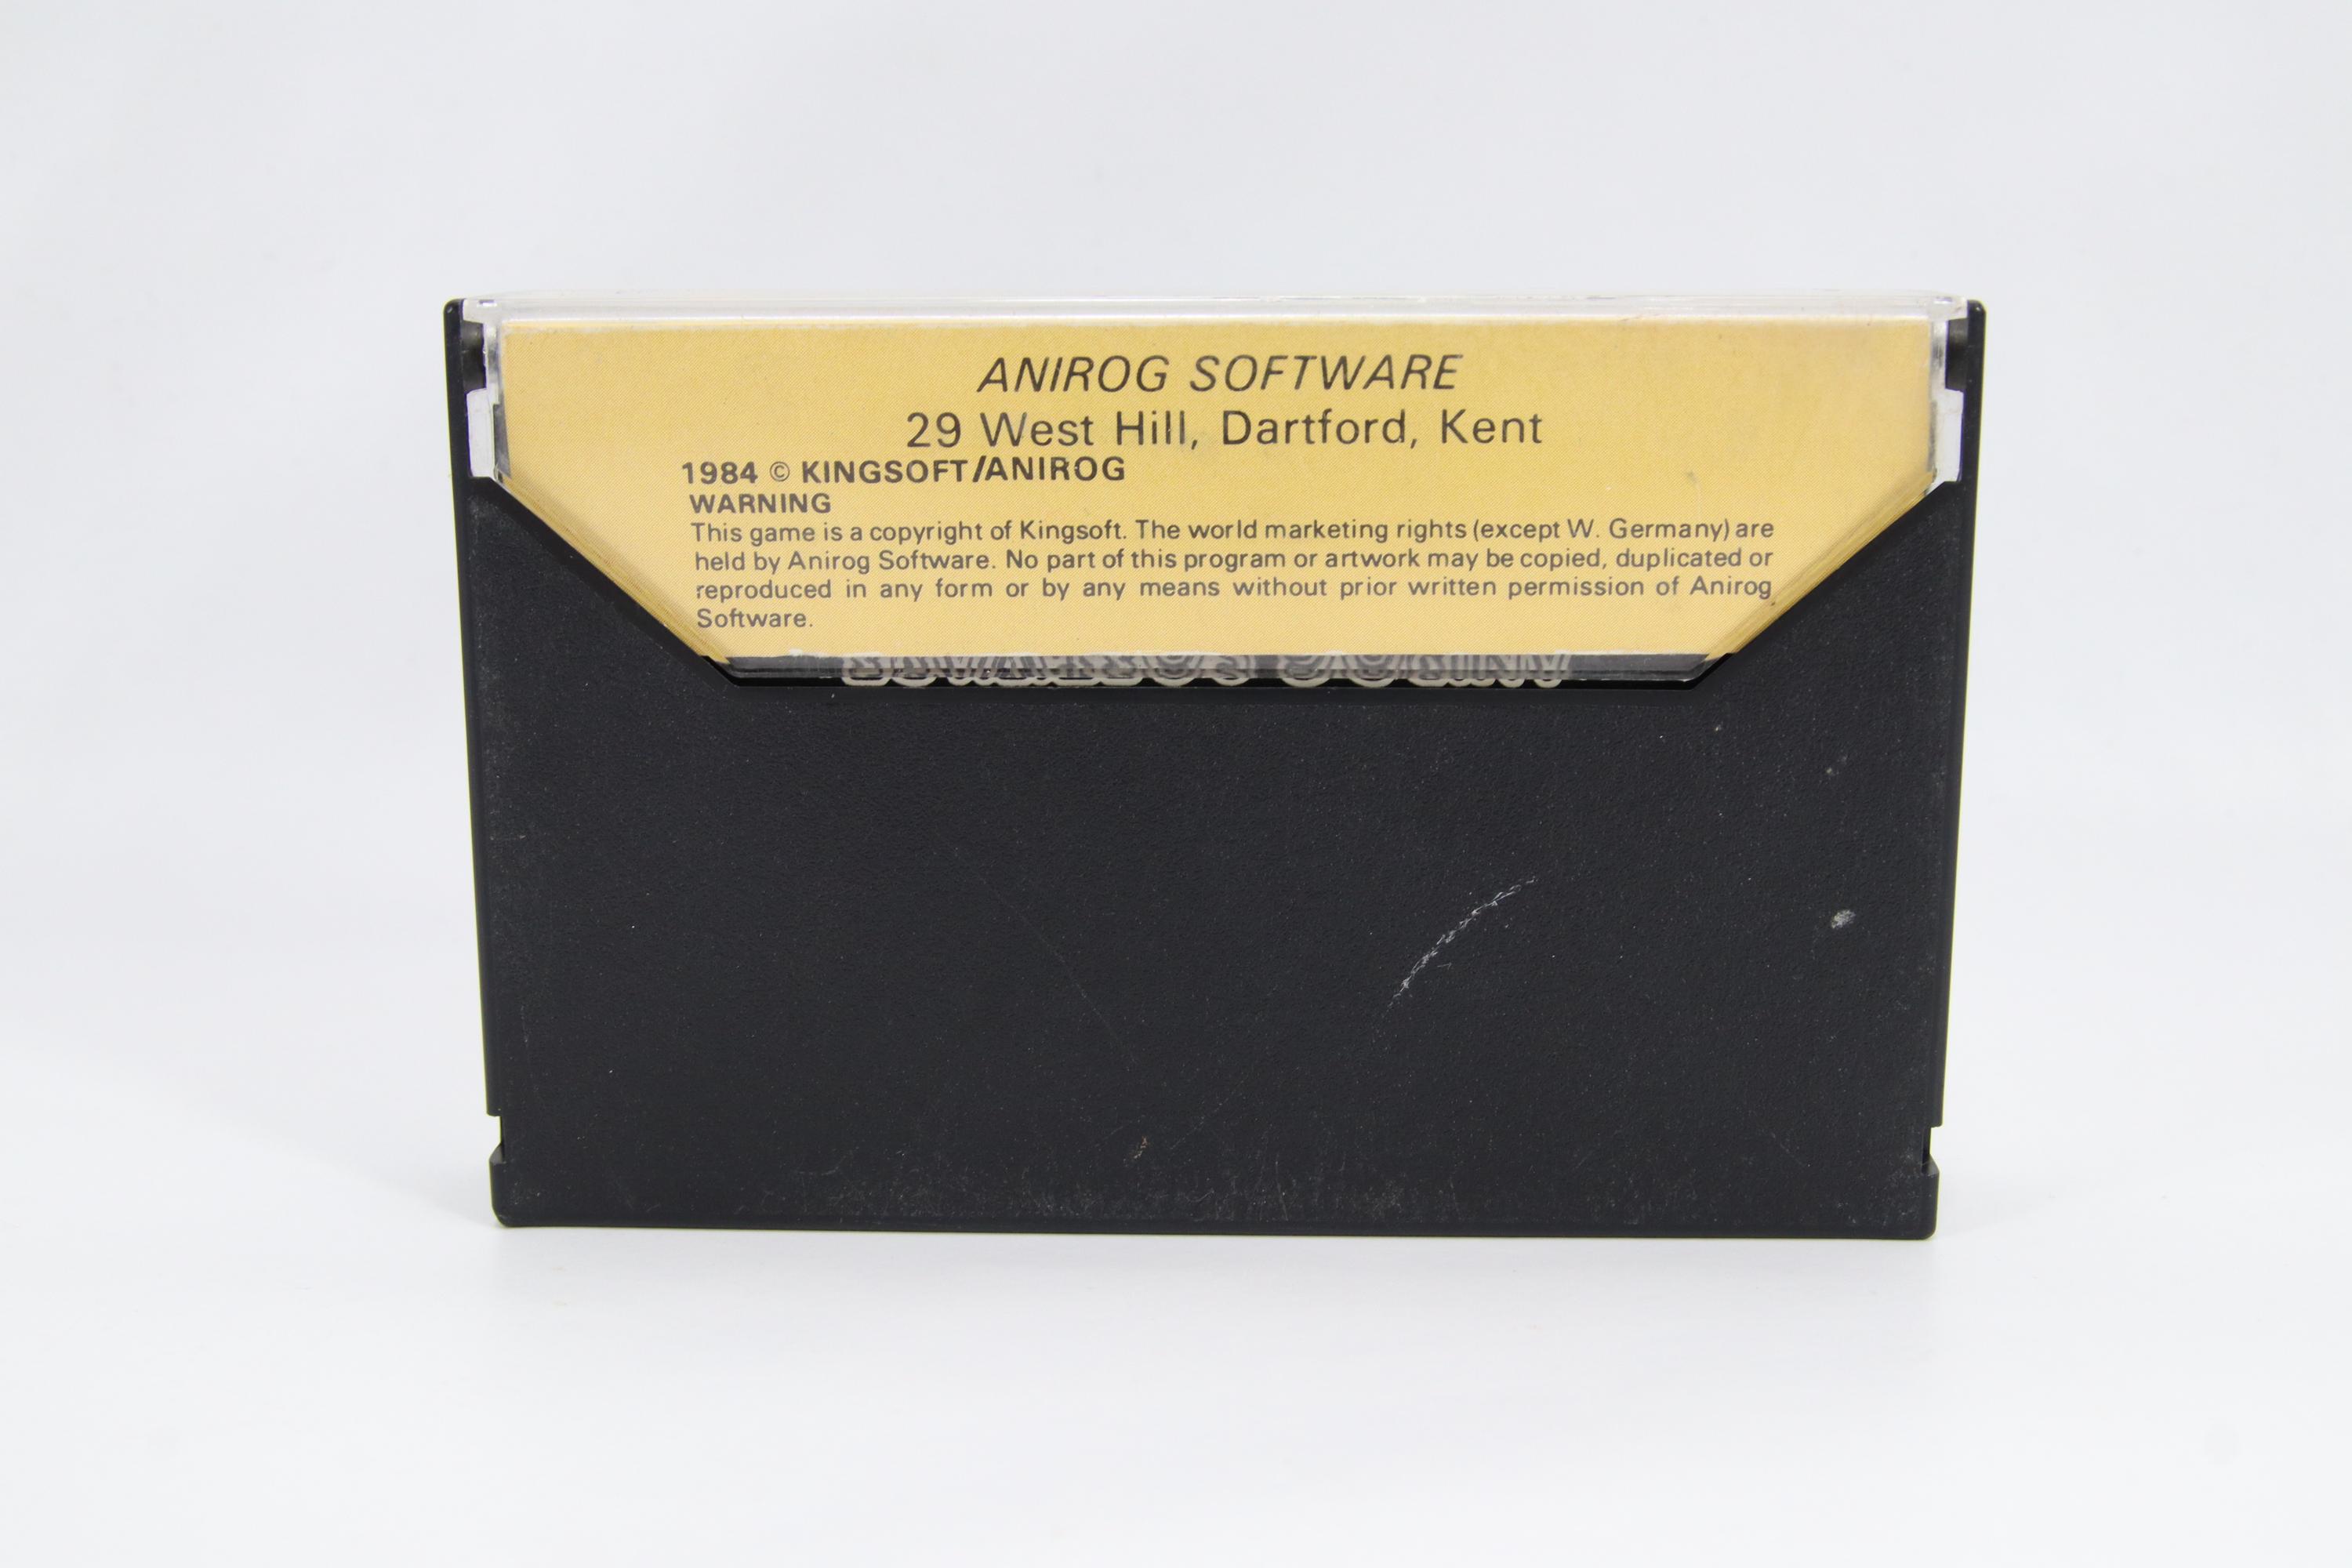 ANIROG SOFTWARE
29 West Hill, Dartford, Kent
1984 © KINGSOFT/ANIROG
WARNING
This game is a copyright of Kingsoft. The world marketing rights (except W. Germany) are
held by Anirog Software. No part of this program or artwork may be copied, duplicated or
reproduced in any form or by any means without prior written permission of Anirog
Software.